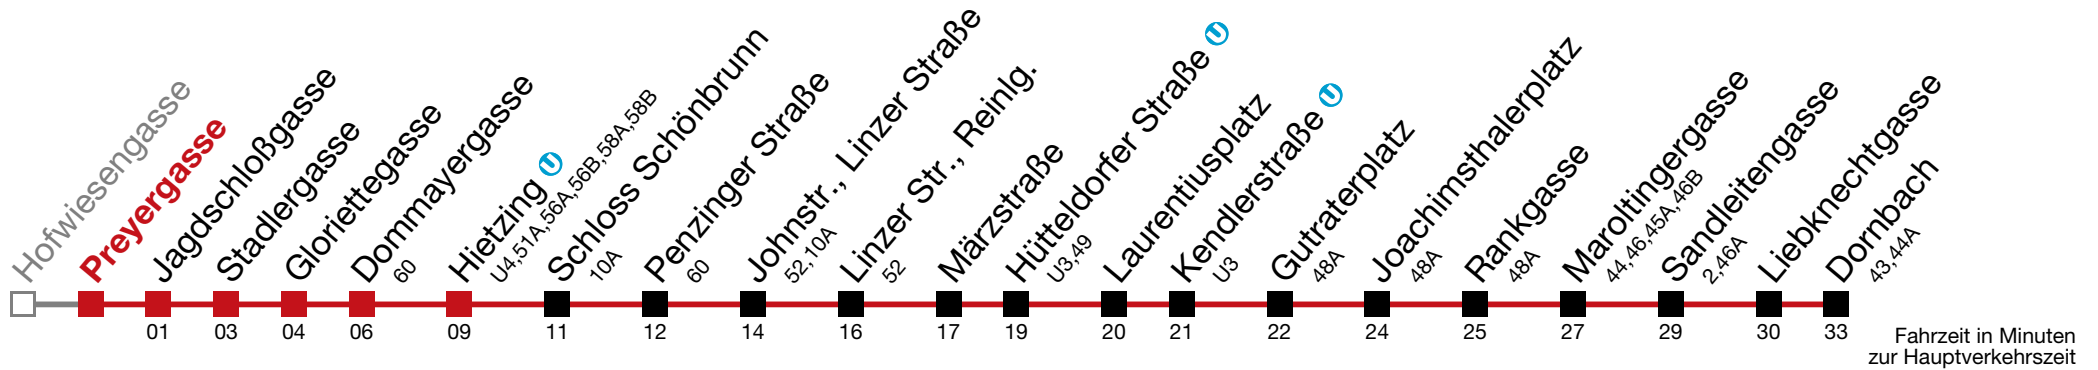 Hofwiesengasse
Preyergasse
Jagdschloßgasse
Stadlergasse
Gloriettegasse
Dommayergasse
60
Hietzing U
U4,51A,56A,56B,58A,58B
Schloss Schönbrunn
10A
Penzinger Straße
60
Johnstr., Linzer Straße
52,10A
Linzer Str., Reinlg.
52
Märzstraße
Hütteldorfer Straße U
U3,49
Laurentiusplatz
Kendlerstraße U
U3
Gutraterplatz
48A
Joachimsthalerplatz
48A
Rankgasse
48A
Maroltingergasse
44,46,45A,46B
Sandleitengasse
2,46A
Liebknechtgasse
Dornbach
43,44A
01 03 04 06 09 11 12 14 16 17 19 20 21 22 24 25 27 29 30 33
Fahrzeit in Minuten
zur Hauptverkehrszeit